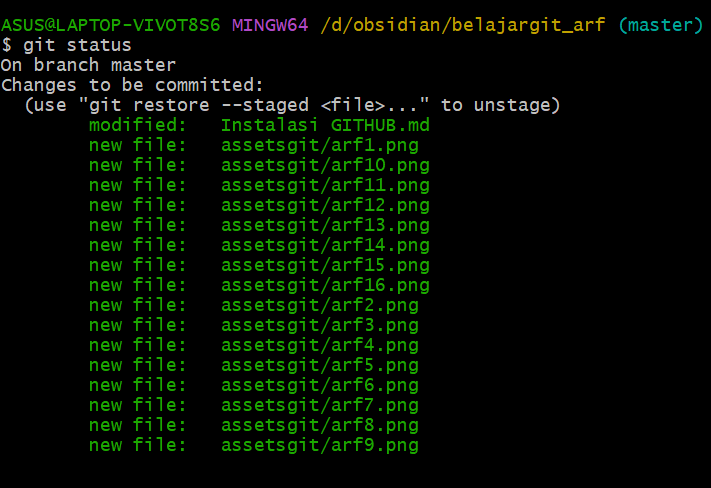 ASUS@LAPTOP-VIVOT8S6 MINGW64 /d/obsidian/belajargit_arf (master)
$ git status
On branch master
Changes to be committed:
  (use "git restore --staged <file>..." to unstage)
        modified:   Instalasi GITHUB.md
        new file:   assetsgit/arf1.png
        new file:   assetsgit/arf10.png
        new file:   assetsgit/arf11.png
        new file:   assetsgit/arf12.png
        new file:   assetsgit/arf13.png
        new file:   assetsgit/arf14.png
        new file:   assetsgit/arf15.png
        new file:   assetsgit/arf16.png
        new file:   assetsgit/arf2.png
        new file:   assetsgit/arf3.png
        new file:   assetsgit/arf4.png
        new file:   assetsgit/arf5.png
        new file:   assetsgit/arf6.png
        new file:   assetsgit/arf7.png
        new file:   assetsgit/arf8.png
        new file:   assetsgit/arf9.png